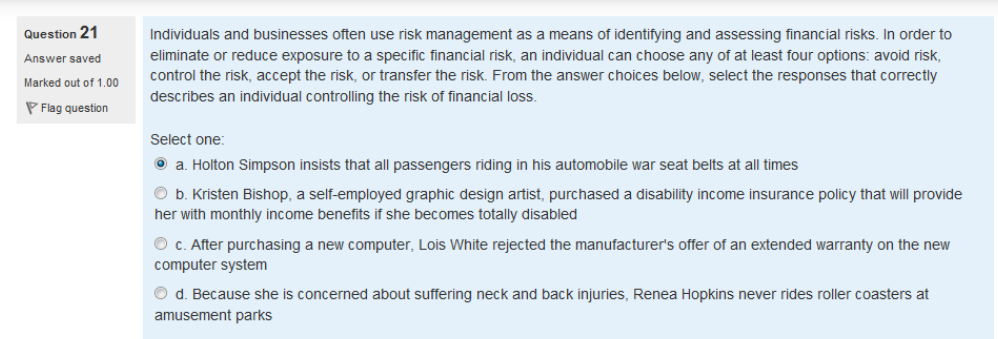 Question 21
Answer saved
Marked out of 1.00
Flag question
Individuals and businesses often use risk management as a means of identifying and assessing financial risks. In order to
eliminate or reduce exposure to a specific financial risk, an individual can choose any of at least four options: avoid risk,
control the risk, accept the risk, or transfer the risk. From the answer choices below, select the responses that correctly
describes an individual controlling the risk of financial loss.
Select one:
a. Holton Simpson insists that all passengers riding in his automobile war seat belts at all times
b. Kristen Bishop, a self-employed graphic design artist, purchased a disability income insurance policy that will provide
her with monthly income benefits if she becomes totally disabled
c. After purchasing a new computer, Lois White rejected the manufacturer's offer of an extended warranty on the new
computer system
d. Because she is concerned about suffering neck and back injuries, Renea Hopkins never rides roller coasters at
amusement parks